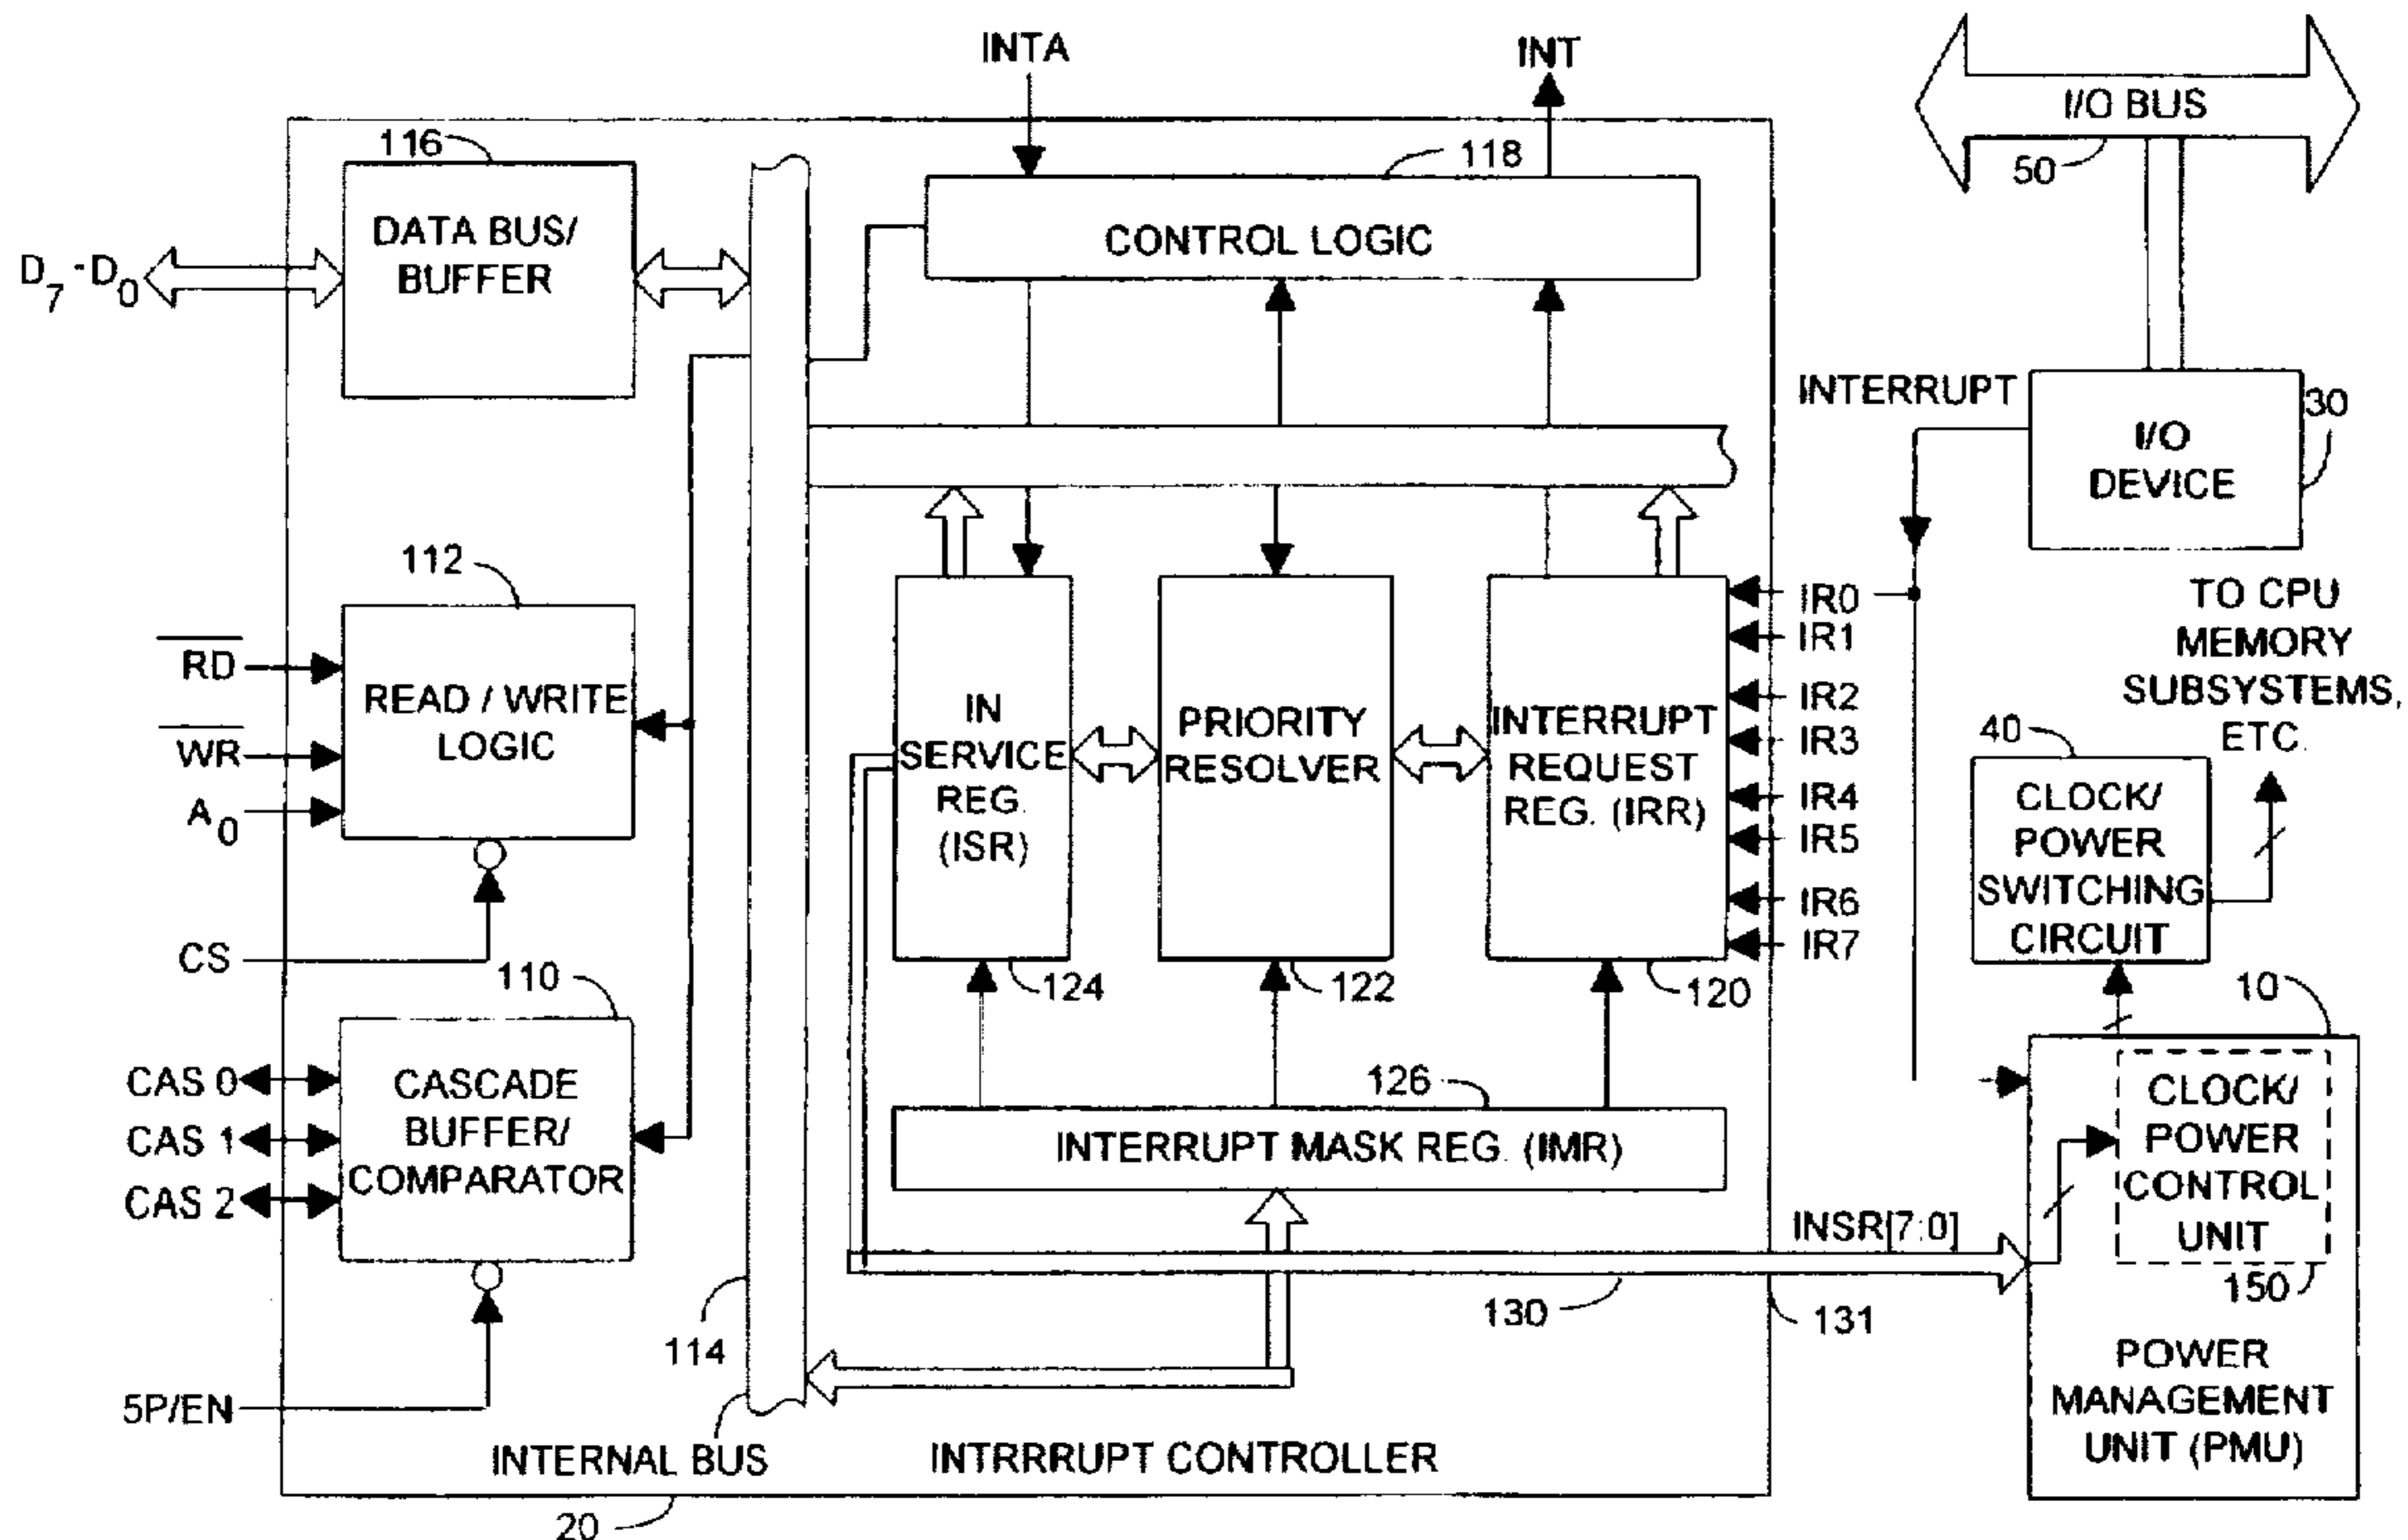 INTA
INT
I/O BUS
50
116
118
DATA BUS/
BUFFER
D7-D0
CONTROL LOGIC
INTERRUPT
30
I/O
DEVICE
112
RD
READ / WRITE
LOGIC
WR
A0
CS
IN
SERVICE
REG.
(ISR)
124
PRIORITY
RESOLVER
122
INTERRUPT
REQUEST
REG. (IRR)
120
IR0
IR1
IR2
IR3
IR4
IR5
IR6
IR7
TO CPU
MEMORY
SUBSYSTEMS,
ETC.
40
CLOCK/
POWER
SWITCHING
CIRCUIT
110
CAS 0
CAS 1
CAS 2
CASCADE
BUFFER/
COMPARATOR
5P/EN
126
INTERRUPT MASK REG. (IMR)
10
CLOCK/
POWER
CONTROL
UNIT
150
INSR[7:0]
130
131
114
POWER
MANAGEMENT
UNIT (PMU)
INTERNAL BUS
INTRRRUPT CONTROLLER
20